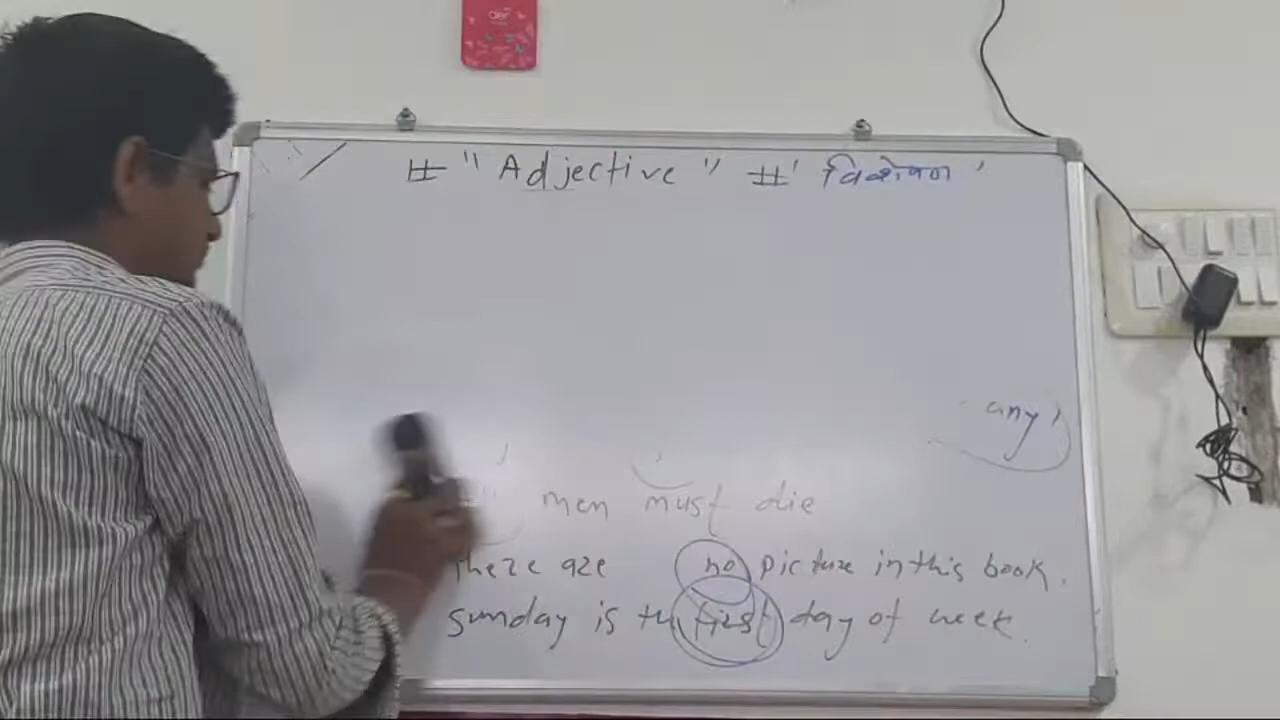 # " Adjective " # ' विशेषण '
any '
men must die
there are no picture in this book.
sunday is the first day of week.
aer